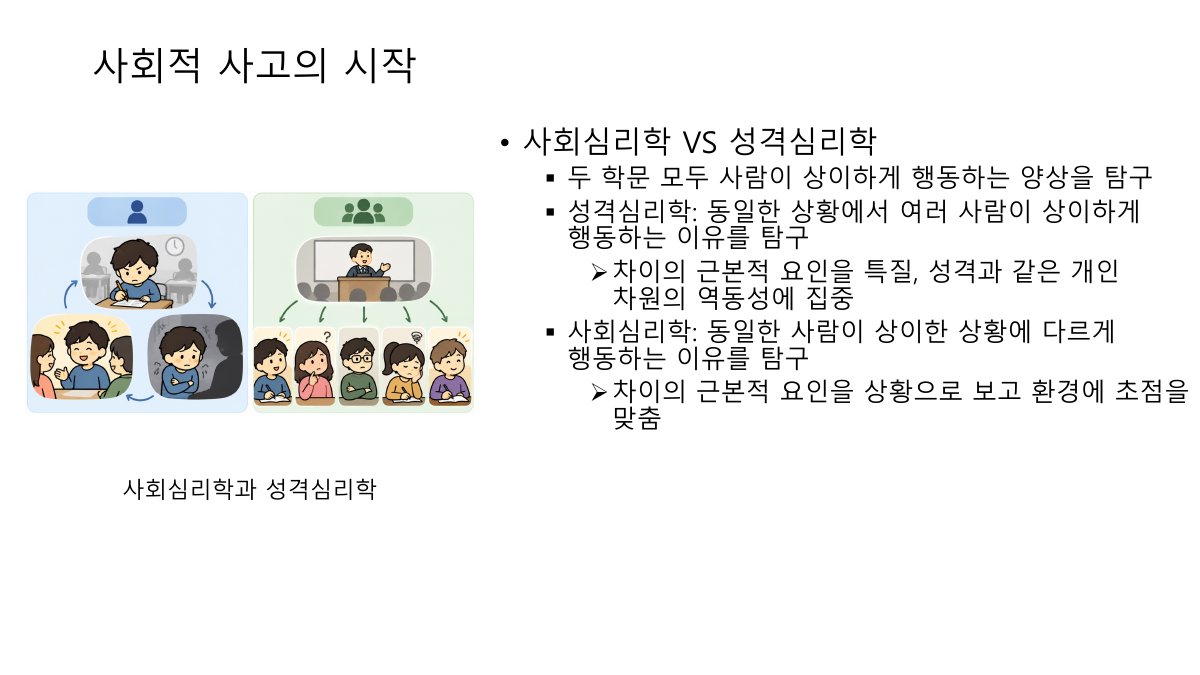 사회적 사고의 시작
• 사회심리학 VS 성격심리학
▪ 두 학문 모두 사람이 상이하게 행동하는 양상을 탐구
▪ 성격심리학: 동일한 상황에서 여러 사람이 상이하게
행동하는 이유를 탐구
➢차이의 근본적 요인을 특질, 성격과 같은 개인
차원의 역동성에 집중
▪ 사회심리학: 동일한 사람이 상이한 상황에 다르게
행동하는 이유를 탐구
➢차이의 근본적 요인을 상황으로 보고 환경에 초점을
맞춤
?
사회심리학과 성격심리학